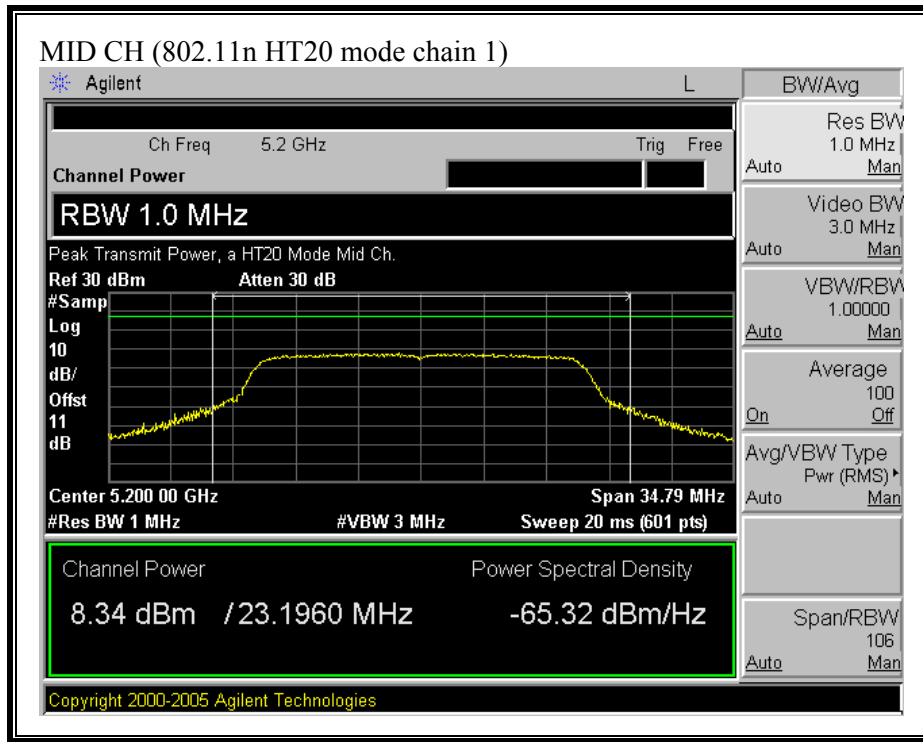 MID CH (802.11n HT20 mode chain 1)
Agilent L
Ch Freq 5.2 GHz Trig Free
Channel Power
RBW 1.0 MHz
Peak Transmit Power, a HT20 Mode Mid Ch.
Ref 30 dBm Atten 30 dB
#Samp
Log
10
dB/
Offst
11
dB
Center 5.200 00 GHz Span 34.79 MHz
#Res BW 1 MHz #VBW 3 MHz Sweep 20 ms (601 pts)
Channel Power Power Spectral Density
8.34 dBm /23.1960 MHz -65.32 dBm/Hz
Copyright 2000-2005 Agilent Technologies
BW/Avg
Res BW
1.0 MHz
Auto Man
Video BW
3.0 MHz
Auto Man
VBW/RBW
1.00000
Auto Man
Average
100
On Off
Avg/VBW Type
Pwr (RMS)
Auto Man
Span/RBW
106
Auto Man